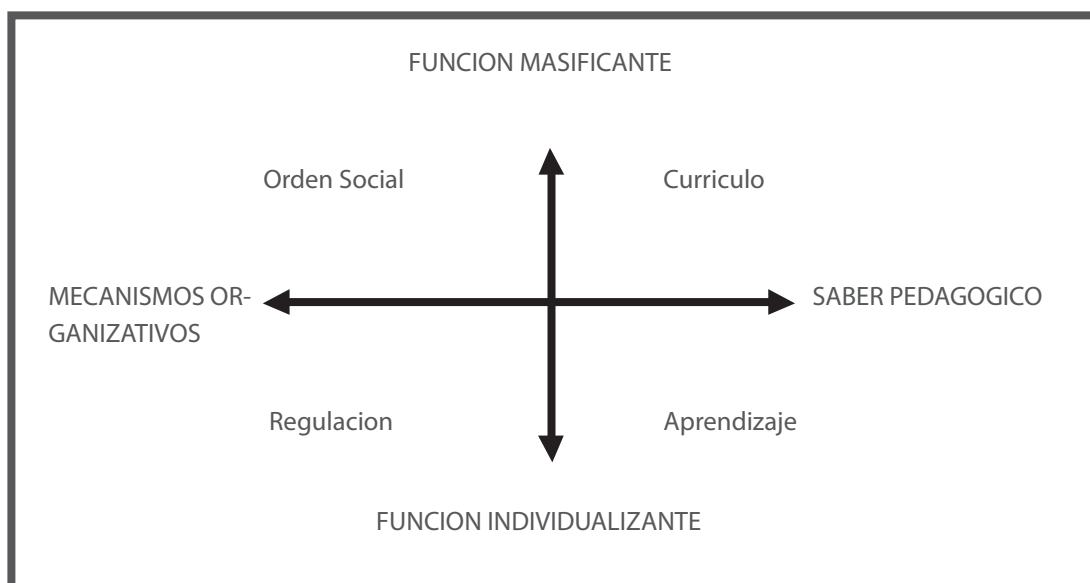 FUNCION MASIFICANTE
Orden Social
Curriculo
MECANISMOS OR-
GANIZATIVOS
SABER PEDAGOGICO
Regulacion
Aprendizaje
FUNCION INDIVIDUALIZANTE